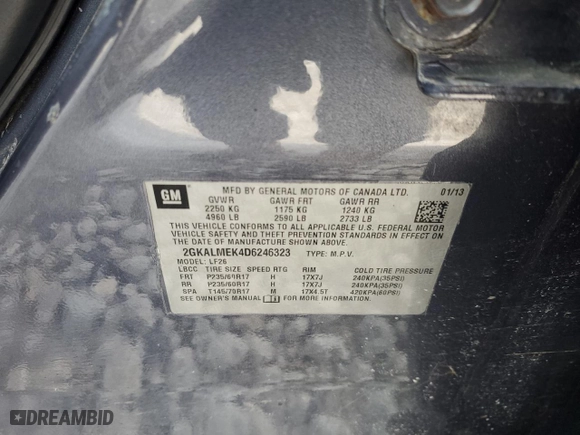 GM
MFD BY GENERAL MOTORS OF CANADA LTD. 01/13
GVWR GAWR FRT GAWR RR
2250 KG 1175 KG 1240 KG
4960 LB 2590 LB 2733 LB
THIS VEHICLE CONFORMS TO ALL APPLICABLE U.S. FEDERAL MOTOR
VEHICLE SAFETY AND THEFT PREVENTION STANDARDS IN
EFFECT ON THE DATE OF MANUFACTURE SHOWN ABOVE.
2GKALMEK4D6246323 TYPE: M.P.V.
MODEL: LF26
LBCC TIRE SIZE SPEED RTG RIM COLD TIRE PRESSURE
FRT P235/60R17 H 17X7J 240KPA(35PSI)
RR P235/60R17 H 17X7J 240KPA(35PSI)
SPA T145/70R17 M 17X4.5T 420KPA(60PSI)
SEE OWNER'S MANUAL FOR MORE INFORMATION.
DREAMBID